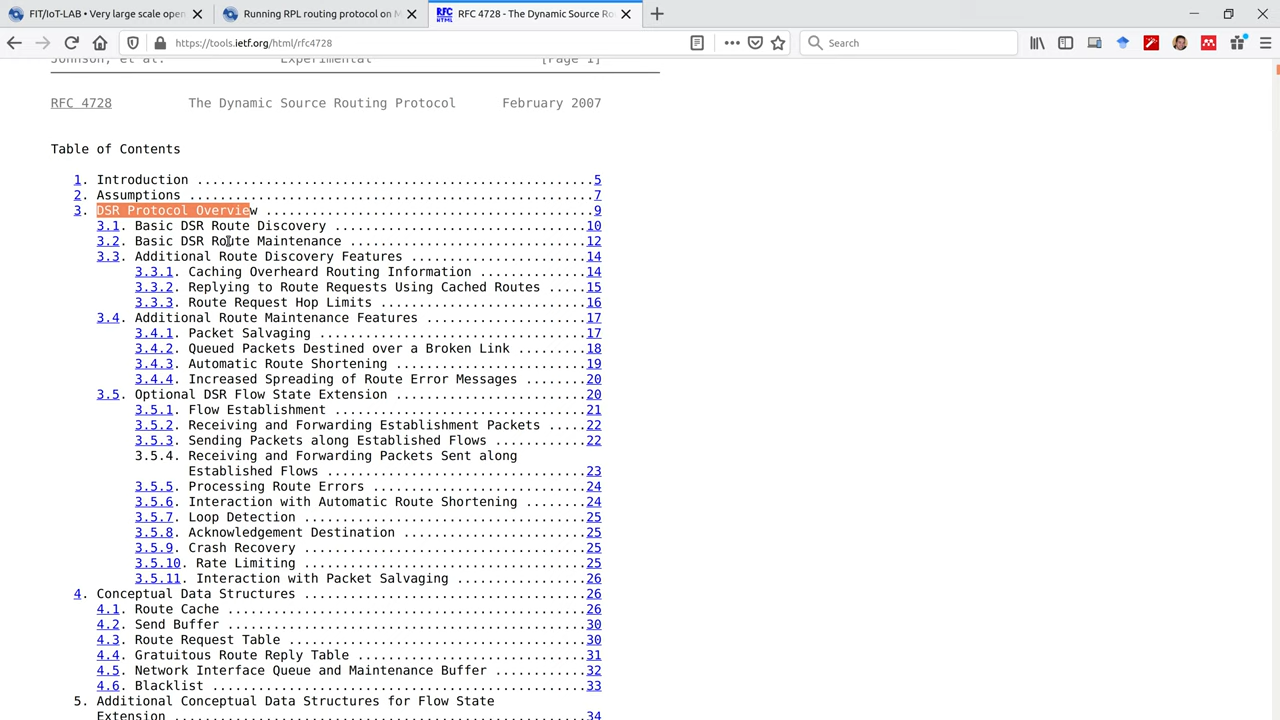 FIT/IoT-LAB • Very large scale open
Running RPL routing protocol on M
RFC HTML
RFC 4728 - The Dynamic Source Ro
https://tools.ietf.org/html/rfc4728
Search
Johnson, et al. Experimental [Page 1]
RFC 4728 The Dynamic Source Routing Protocol February 2007
Table of Contents
1. Introduction ....................................................5
2. Assumptions .....................................................7
3. DSR Protocol Overview ...........................................9
3.1. Basic DSR Route Discovery .................................10
3.2. Basic DSR Route Maintenance ...............................12
3.3. Additional Route Discovery Features .......................14
3.3.1. Caching Overheard Routing Information ..............14
3.3.2. Replying to Route Requests Using Cached Routes .....15
3.3.3. Route Request Hop Limits ...........................16
3.4. Additional Route Maintenance Features .....................17
3.4.1. Packet Salvaging ...................................17
3.4.2. Queued Packets Destined over a Broken Link .........18
3.4.3. Automatic Route Shortening .........................19
3.4.4. Increased Spreading of Route Error Messages ........20
3.5. Optional DSR Flow State Extension .........................20
3.5.1. Flow Establishment .................................21
3.5.2. Receiving and Forwarding Establishment Packets .....22
3.5.3. Sending Packets along Established Flows ............22
3.5.4. Receiving and Forwarding Packets Sent along
Established Flows .........................................23
3.5.5. Processing Route Errors ............................24
3.5.6. Interaction with Automatic Route Shortening ........24
3.5.7. Loop Detection .....................................25
3.5.8. Acknowledgement Destination ........................25
3.5.9. Crash Recovery .....................................25
3.5.10. Rate Limiting .....................................25
3.5.11. Interaction with Packet Salvaging .................26
4. Conceptual Data Structures .....................................26
4.1. Route Cache ...............................................26
4.2. Send Buffer ...............................................30
4.3. Route Request Table .......................................30
4.4. Gratuitous Route Reply Table ..............................31
4.5. Network Interface Queue and Maintenance Buffer ............32
4.6. Blacklist .................................................33
5. Additional Conceptual Data Structures for Flow State
Extension ......................................................34